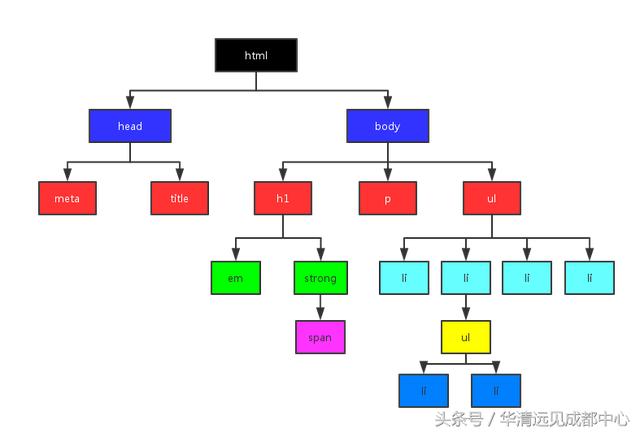 html
head
body
meta
title
h1
p
ul
em
strong
li
li
li
li
span
ul
li
li
头条号 / 华清远见成都中心